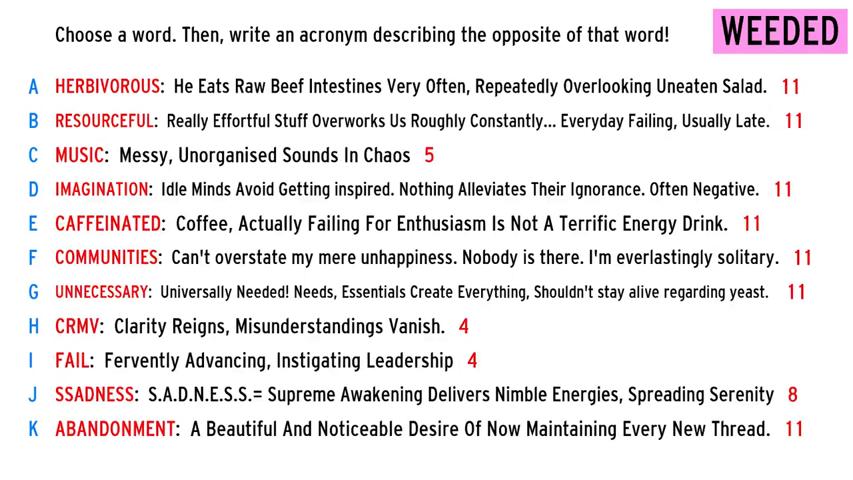 Choose a word. Then, write an acronym describing the opposite of that word! WEEDED
A HERBIVOROUS: He Eats Raw Beef Intestines Very Often, Repeatedly Overlooking Uneaten Salad. 11
B RESOURCEFUL: Really Effortful Stuff Overworks Us Roughly Constantly... Everyday Failing, Usually Late. 11
C MUSIC: Messy, Unorganised Sounds In Chaos 5
D IMAGINATION: Idle Minds Avoid Getting inspired. Nothing Alleviates Their Ignorance. Often Negative. 11
E CAFFEINATED: Coffee, Actually Failing For Enthusiasm Is Not A Terrific Energy Drink. 11
F COMMUNITIES: Can't overstate my mere unhappiness. Nobody is there. I'm everlastingly solitary. 11
G UNNECESSARY: Universally Needed! Needs, Essentials Create Everything, Shouldn't stay alive regarding yeast. 11
H CRMV: Clarity Reigns, Misunderstandings Vanish. 4
I FAIL: Fervently Advancing, Instigating Leadership 4
J SSADNESS: S.A.D.N.E.S.S.= Supreme Awakening Delivers Nimble Energies, Spreading Serenity 8
K ABANDONMENT: A Beautiful And Noticeable Desire Of Now Maintaining Every New Thread. 11